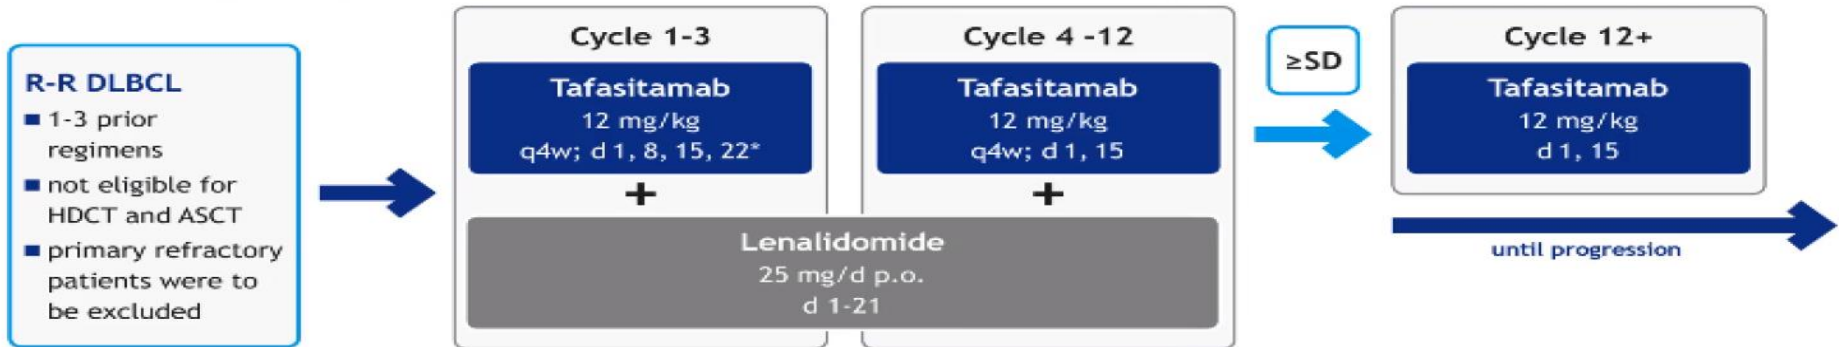 R-R DLBCL
■ 1-3 prior
regimens
■ not eligible for
HDCT and ASCT
■ primary refractory
patients were to
be excluded
Cycle 1-3
Tafasitamab
12 mg/kg
q4w; d 1, 8, 15, 22*
+
Cycle 4 -12
Tafasitamab
12 mg/kg
q4w; d 1, 15
+
Lenalidomide
25 mg/d p.o.
d 1-21
≥SD
Cycle 12+
Tafasitamab
12 mg/kg
d 1, 15
until progression